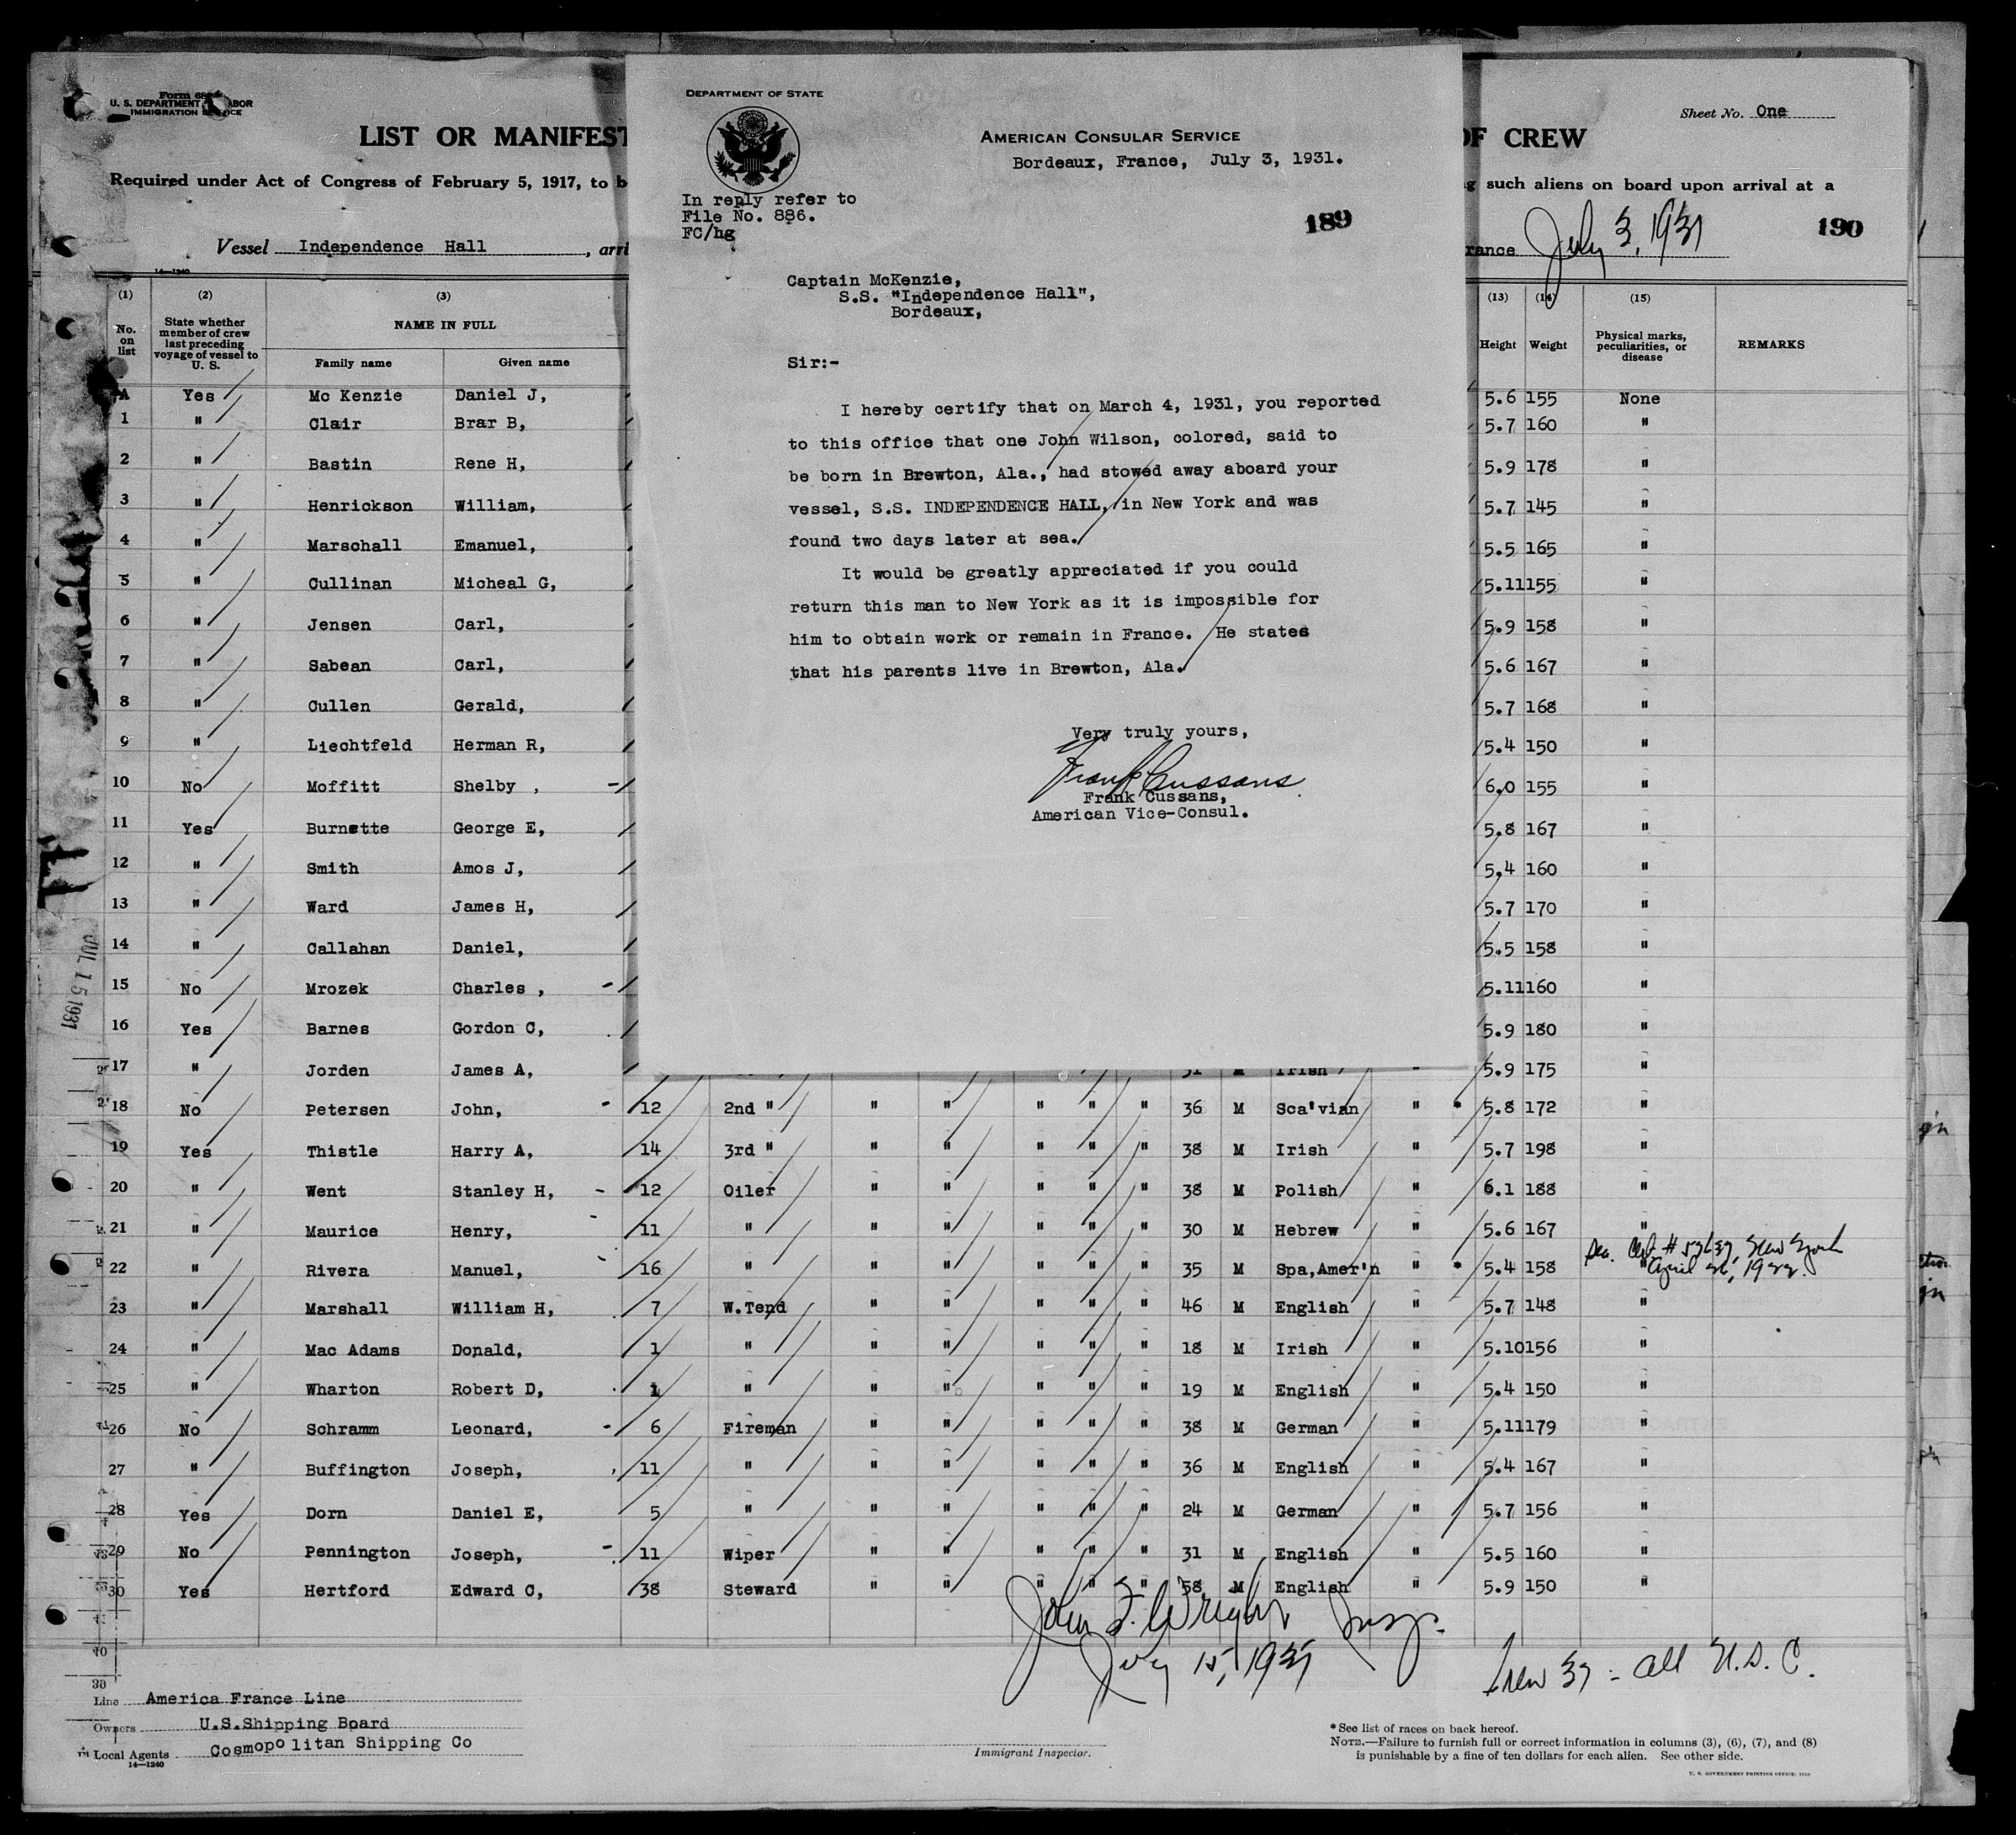 Form 68
U. S. DEPARTMENT LABOR
IMMIGRATION SERVICE
LIST OR MANIFEST
OF CREW
Sheet No. One
Required under Act of Congress of February 5, 1917, to b
such aliens on board upon arrival at a
Vessel Independence Hall, arri
rance July 3, 1931
190
DEPARTMENT OF STATE
AMERICAN CONSULAR SERVICE
Bordeaux, France, July 3, 1931.
In reply refer to
File No. 886.
FC/hg
189
Captain McKenzie,
S.S. "Independence Hall",
Bordeaux,
Sir:-
I hereby certify that on March 4, 1931, you reported
to this office that one John Wilson, colored, said to
be born in Brewton, Ala., had stowed away aboard your
vessel, S.S. INDEPENDENCE HALL, in New York and was
found two days later at sea.
It would be greatly appreciated if you could
return this man to New York as it is impossible for
him to obtain work or remain in France. He states
that his parents live in Brewton, Ala.
Very truly yours,
Frank Cussans
Frank Cussans,
American Vice-Consul.
14—1240
(1) (2) (3) (13) (14) (15)
No. on list
State whether member of crew last preceding voyage of vessel to U. S.
NAME IN FULL
Family name Given name
Height Weight
Physical marks, peculiarities, or disease
REMARKS
A Yes Mc Kenzie Daniel J, 5.6 155 None
1 " Clair Brar B, 5.7 160 "
2 " Bastin Rene H, 5.9 178 "
3 " Henrickson William, 5.7 145 "
4 " Marschall Emanuel, 5.5 165 "
5 " Cullinan Micheal G, 5.11 155 "
6 " Jensen Carl, 5.9 158 "
7 " Sabean Carl, 5.6 167 "
8 " Cullen Gerald, 5.7 168 "
9 " Liechtfeld Herman R, 5.4 150 "
10 No Moffitt Shelby , 6.0 155 "
11 Yes Burnette George E, 5.8 167 "
12 " Smith Amos J, 5.4 160 "
13 " Ward James H, 5.7 170 "
14 " Callahan Daniel, 5.5 158 "
15 No Mrozek Charles , 5.11 160 "
16 Yes Barnes Gordon C, 5.9 180 "
17 " Jorden James A, 31 M Irish " 5.9 175 "
18 No Petersen John, 12 2nd " " " " " " 36 M Sca'vian " * 5.8 172 "
19 Yes Thistle Harry A, 14 3rd " " " " " " 38 M Irish " 5.7 198 "
20 " Went Stanley H, 12 Oiler " " " " " 38 M Polish " 6.1 188 "
21 " Maurice Henry, 11 " " " " " " 30 M Hebrew " 5.6 167 "
22 " Rivera Manuel, 16 " " " " " " 35 M Spa,Amer'n " * 5.4 158 "
23 " Marshall William H, 7 W.Tend " " " " " 46 M English " 5.7 148 "
24 " Mac Adams Donald, 1 " " " " " " 18 M Irish " 5.10 156 "
25 " Wharton Robert D, 1 " " " " " " 19 M English " 5.4 150 "
26 No Schramm Leonard, 6 Fireman " " " " " 38 M German " 5.11 179 "
27 " Buffington Joseph, 11 " " " " " " 36 M English " 5.4 167 "
28 Yes Dorn Daniel E, 5 " " " " " " 24 M German " 5.7 156 "
29 No Pennington Joseph, 11 Wiper " " " " " 31 M English " 5.5 160 "
30 Yes Hertford Edward C, 38 Steward " " " " " 58 M English " 5.9 150 "
JUL 15 1931
John F. Wright Insp.
July 15, 1931
Crew 37 - all U.S.C.
Line America France Line
Owners U.S.Shipping Board
Local Agents Cosmopolitan Shipping Co
14—1240
Immigrant Inspector.
*See list of races on back hereof.
NOTE.—Failure to furnish full or correct information in columns (3), (6), (7), and (8)
is punishable by a fine of ten dollars for each alien. See other side.